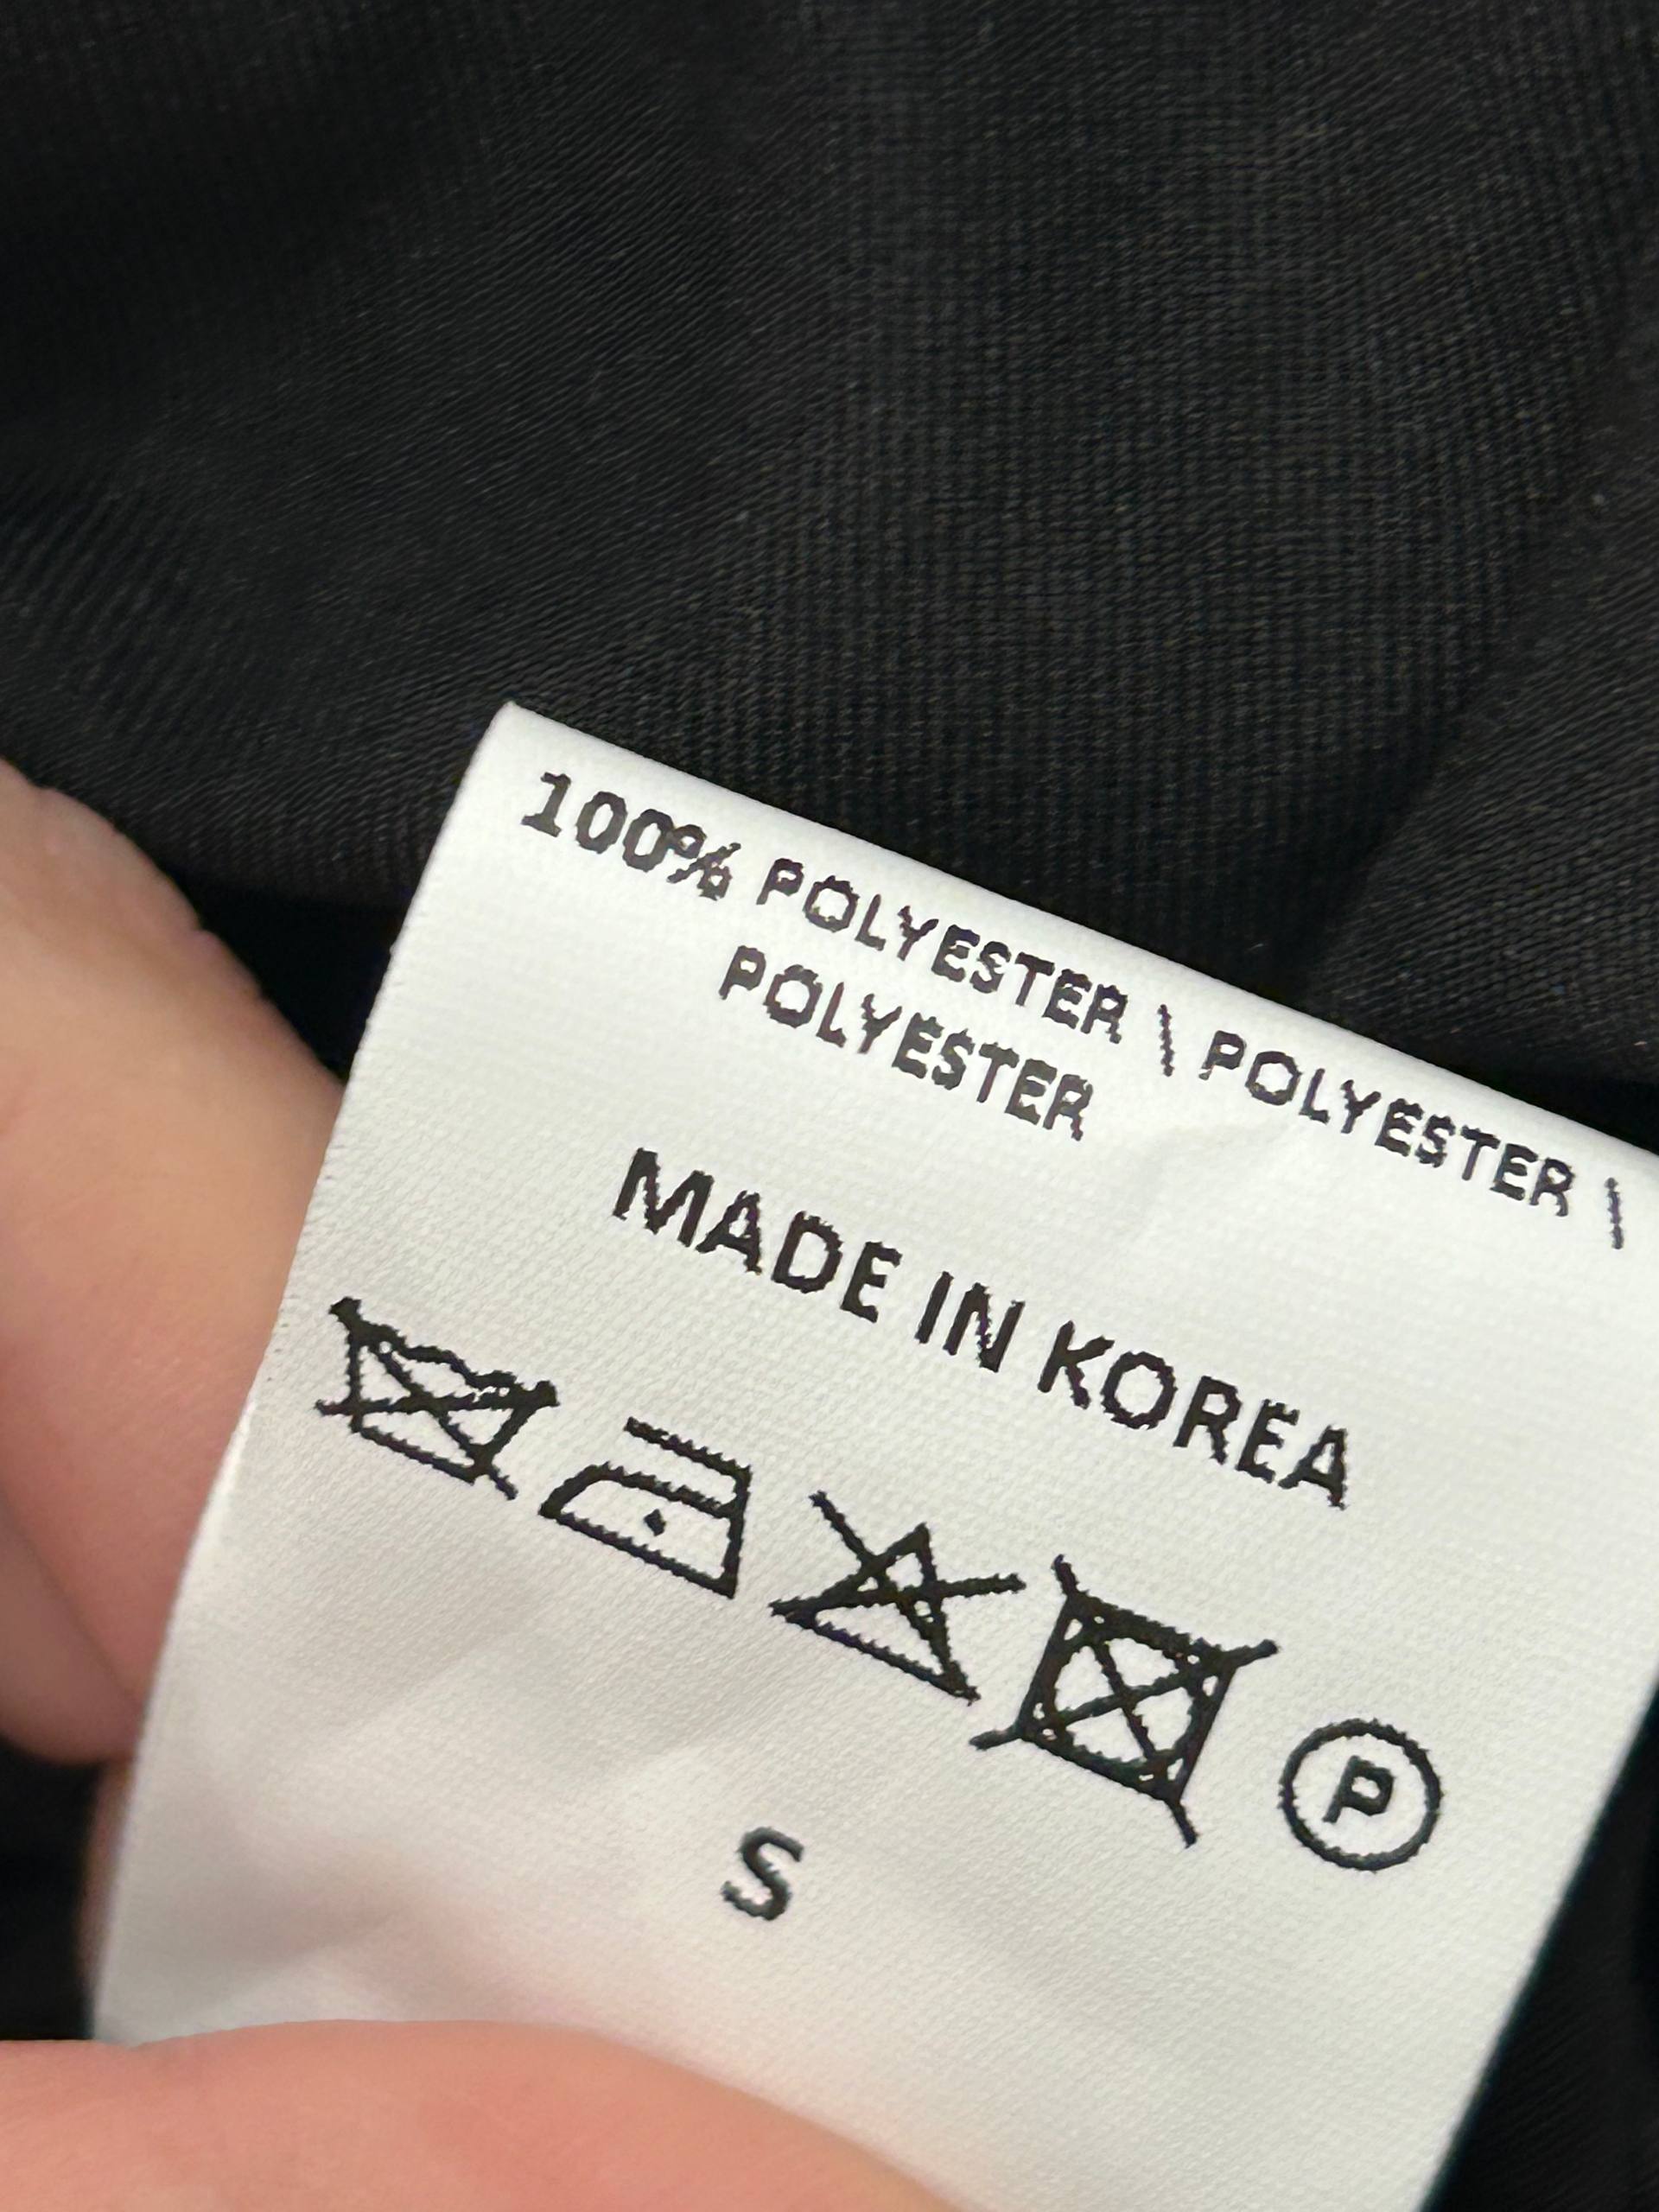 100% POLYESTER \ POLYESTER \
POLYESTER
MADE IN KOREA
P
S